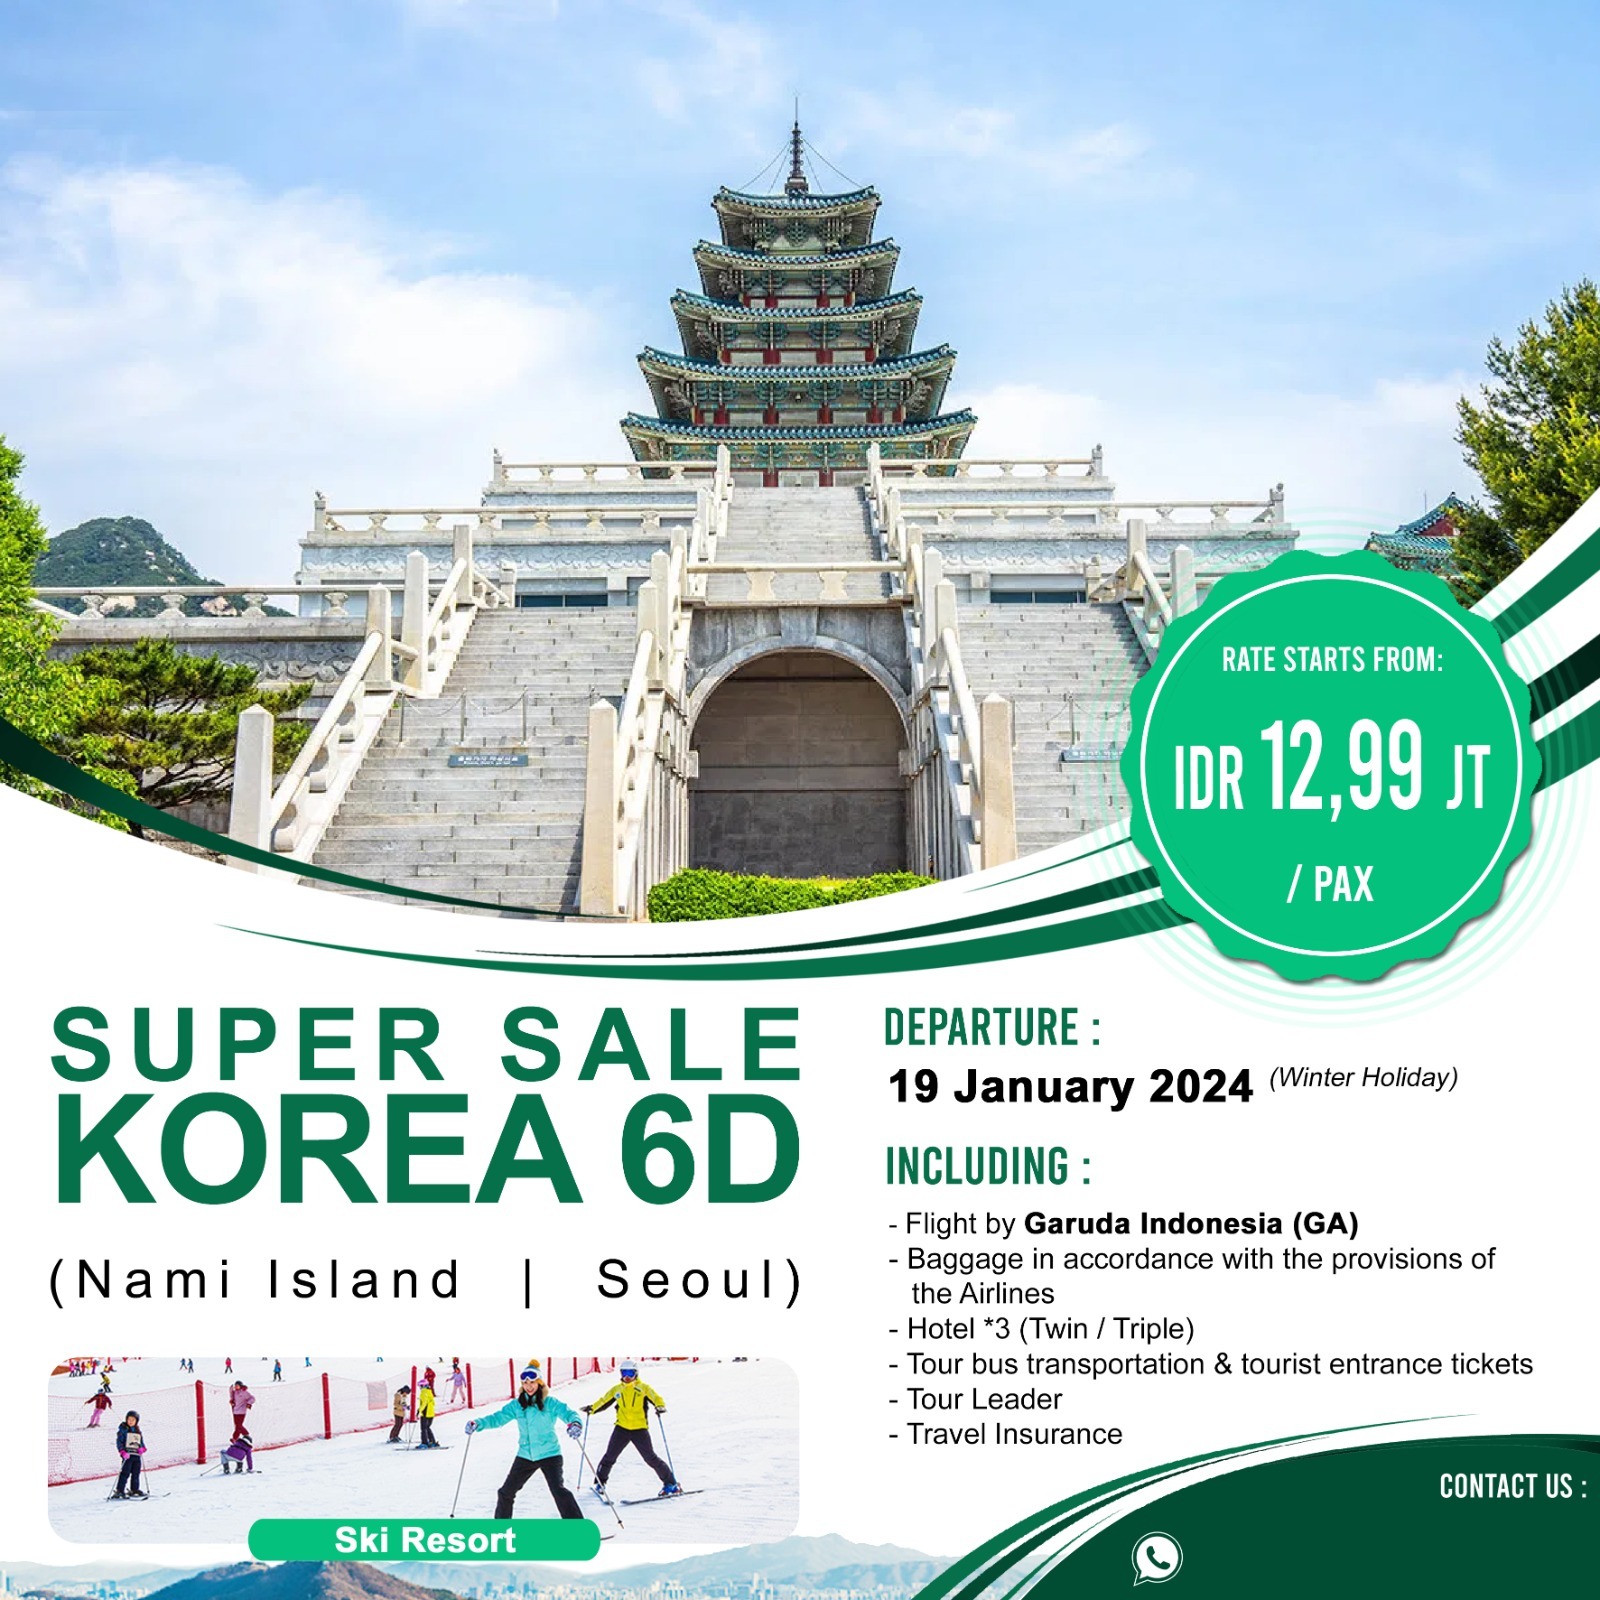 RATE STARTS FROM:
IDR 12,99 JT
/ PAX
SUPER SALE
KOREA 6D
(Nami Island | Seoul)
Ski Resort
DEPARTURE :
19 January 2024 (Winter Holiday)
INCLUDING :
- Flight by Garuda Indonesia (GA)
- Baggage in accordance with the provisions of
the Airlines
- Hotel *3 (Twin / Triple)
- Tour bus transportation & tourist entrance tickets
- Tour Leader
- Travel Insurance
CONTACT US :